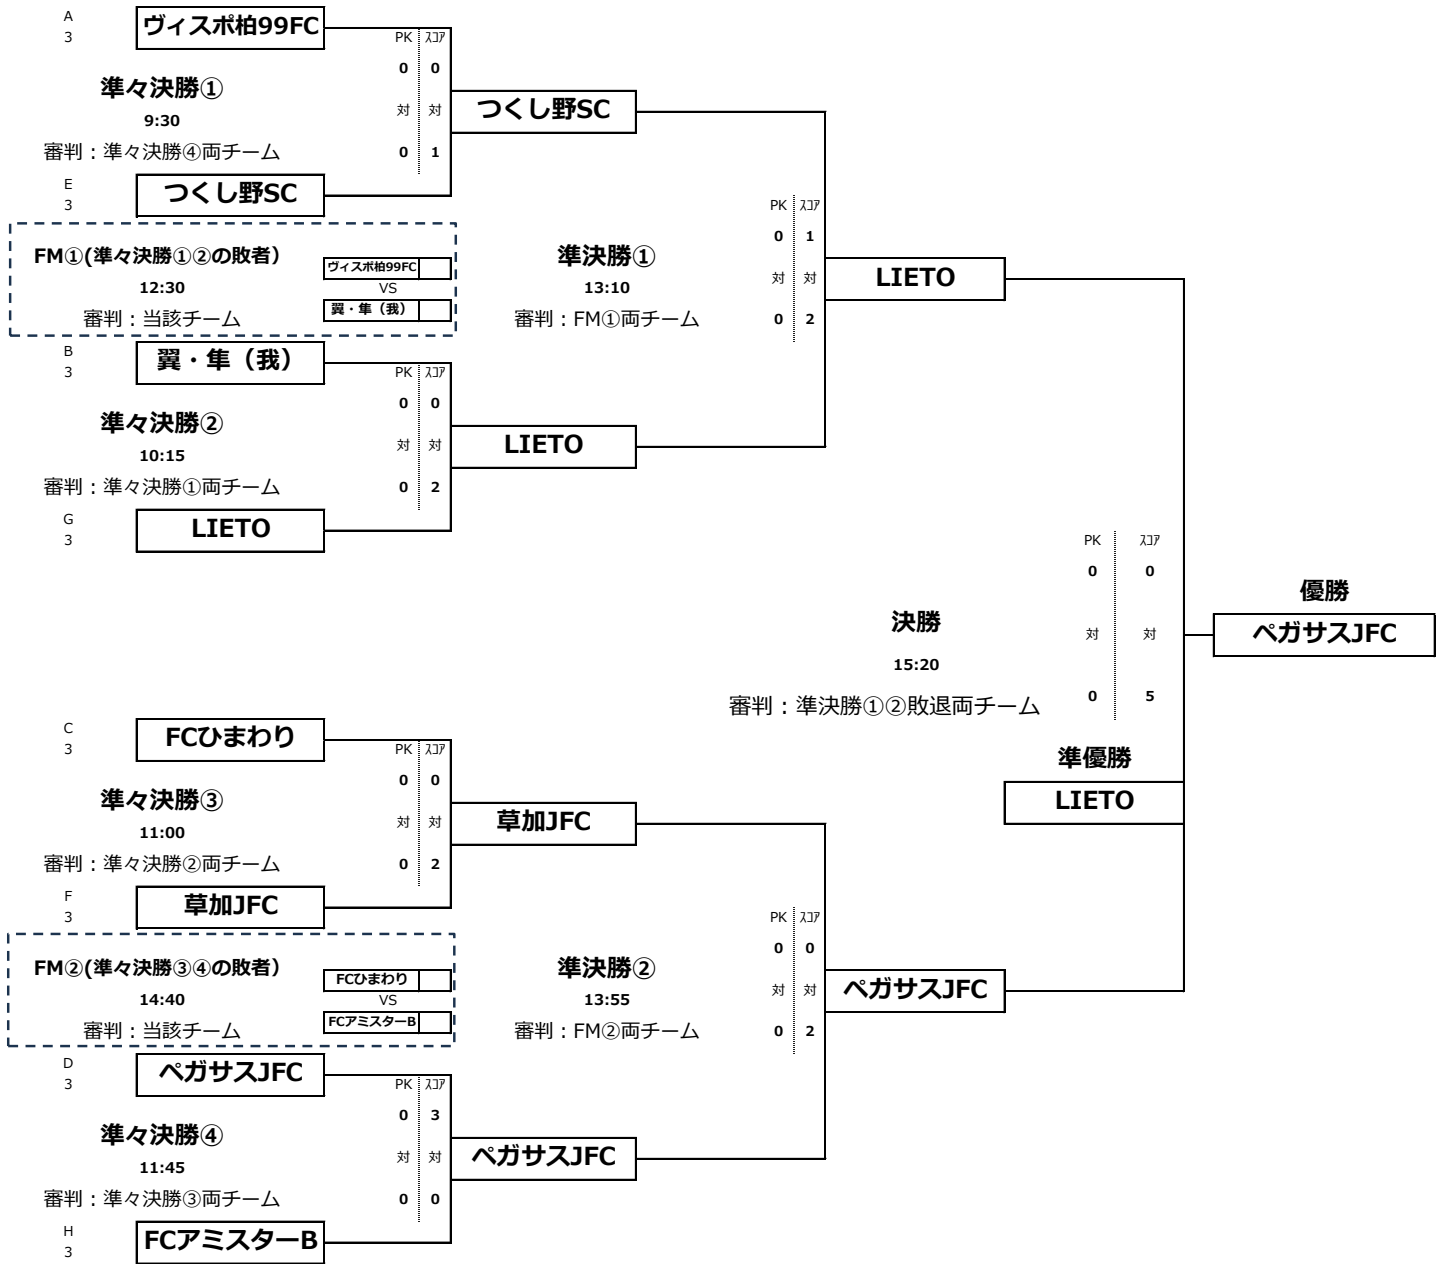 A
3
ヴィスポ柏99FC
PK ｽｺｱ
0 0
準々決勝①
9:30
対 対
審判：準々決勝④両チーム
0 1
つくし野SC
E
3
つくし野SC
FM①(準々決勝①②の敗者）
12:30
審判：当該チーム
ヴィスポ柏99FC
VS
翼・隼（我）
準決勝①
13:10
審判：FM①両チーム
PK ｽｺｱ
0 1
対 対
0 2
LIETO
B
3
翼・隼（我）
PK ｽｺｱ
0 0
準々決勝②
10:15
対 対
審判：準々決勝①両チーム
0 2
LIETO
G
3
LIETO
決勝
15:20
審判：準決勝①②敗退両チーム
PK ｽｺｱ
0 0
対 対
0 5
優勝
ペガサスJFC
準優勝
LIETO
C
3
FCひまわり
PK ｽｺｱ
0 0
準々決勝③
11:00
対 対
審判：準々決勝②両チーム
0 2
草加JFC
F
3
草加JFC
FM②(準々決勝③④の敗者）
14:40
審判：当該チーム
FCひまわり
VS
FCアミスターB
準決勝②
13:55
審判：FM②両チーム
PK ｽｺｱ
0 0
対 対
0 2
ペガサスJFC
D
3
ペガサスJFC
PK ｽｺｱ
0 3
準々決勝④
11:45
対 対
審判：準々決勝③両チーム
0 0
ペガサスJFC
H
3
FCアミスターB